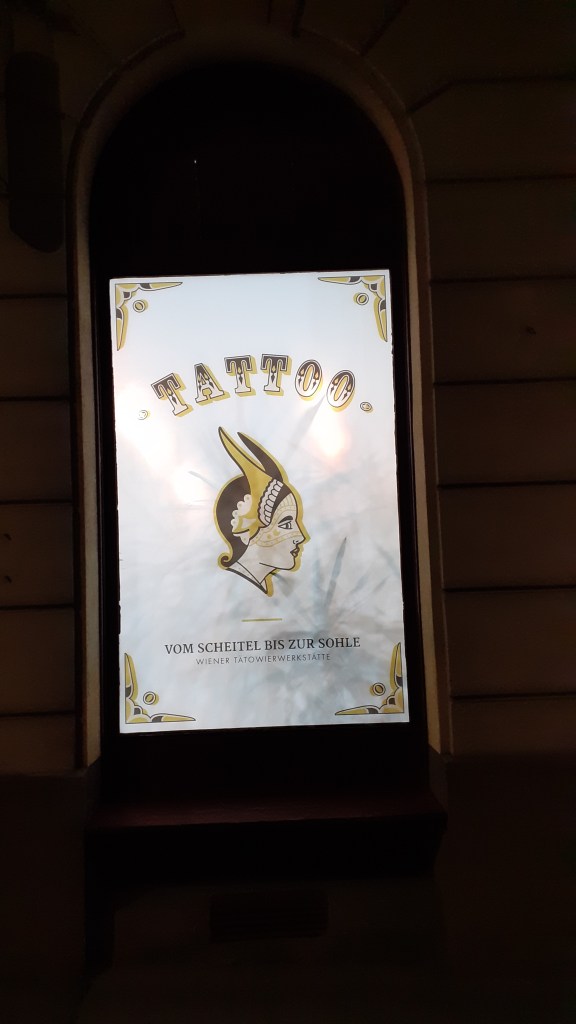 TATTOO
VOM SCHEITEL BIS ZUR SOHLE
WIENER TATOWIERWERKSTÄTTE